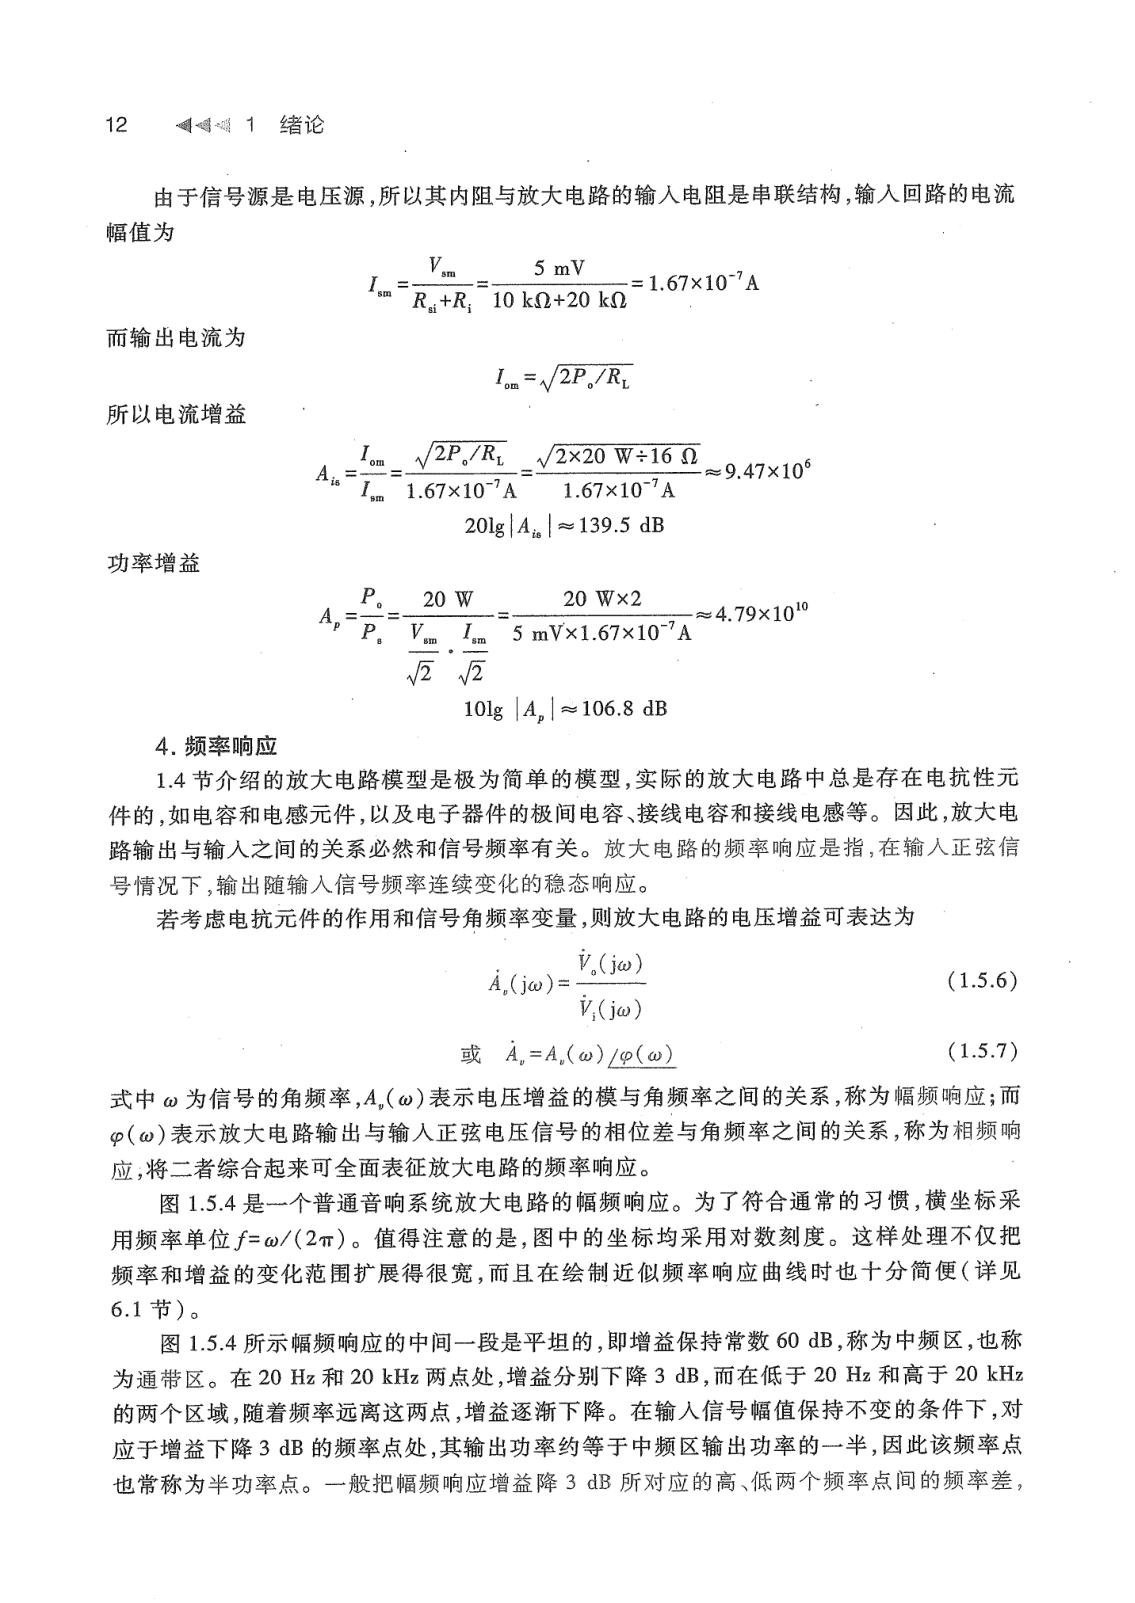 12 1 绪论
由于信号源是电压源,所以其内阻与放大电路的输入电阻是串联结构,输入回路的电流
幅值为
I_sm = V_sm/(R_si+R_i) = 5 mV/(10 kΩ+20 kΩ) = 1.67×10⁻⁷ A
而输出电流为
I_om = √(2P_o/R_L)
所以电流增益
A_is = I_om/I_sm = √(2P_o/R_L)/(1.67×10⁻⁷ A) = √(2×20 W÷16 Ω)/(1.67×10⁻⁷ A) ≈ 9.47×10⁶
20lg|A_is| ≈ 139.5 dB
功率增益
A_p = P_o/P_s = 20 W/(V_sm/√2 · I_sm/√2) = 20 W×2/(5 mV×1.67×10⁻⁷ A) ≈ 4.79×10¹⁰
10lg |A_p| ≈ 106.8 dB
4. 频率响应
1.4 节介绍的放大电路模型是极为简单的模型,实际的放大电路中总是存在电抗性元
件的,如电容和电感元件,以及电子器件的极间电容、接线电容和接线电感等。因此,放大电
路输出与输入之间的关系必然和信号频率有关。放大电路的频率响应是指,在输入正弦信
号情况下,输出随输入信号频率连续变化的稳态响应。
若考虑电抗元件的作用和信号角频率变量,则放大电路的电压增益可表达为
Ȧ_v(jω) = V̇_o(jω)/V̇_i(jω) (1.5.6)
或 Ȧ_v = A_v(ω)/φ(ω) (1.5.7)
式中 ω 为信号的角频率,A_v(ω)表示电压增益的模与角频率之间的关系,称为幅频响应;而
φ(ω)表示放大电路输出与输入正弦电压信号的相位差与角频率之间的关系,称为相频响
应,将二者综合起来可全面表征放大电路的频率响应。
图 1.5.4 是一个普通音响系统放大电路的幅频响应。为了符合通常的习惯,横坐标采
用频率单位 f=ω/(2π)。值得注意的是,图中的坐标均采用对数刻度。这样处理不仅把
频率和增益的变化范围扩展得很宽,而且在绘制近似频率响应曲线时也十分简便(详见
6.1 节)。
图 1.5.4 所示幅频响应的中间一段是平坦的,即增益保持常数 60 dB,称为中频区,也称
为通带区。在 20 Hz 和 20 kHz 两点处,增益分别下降 3 dB,而在低于 20 Hz 和高于 20 kHz
的两个区域,随着频率远离这两点,增益逐渐下降。在输入信号幅值保持不变的条件下,对
应于增益下降 3 dB 的频率点处,其输出功率约等于中频区输出功率的一半,因此该频率点
也常称为半功率点。一般把幅频响应增益降 3 dB 所对应的高、低两个频率点间的频率差,